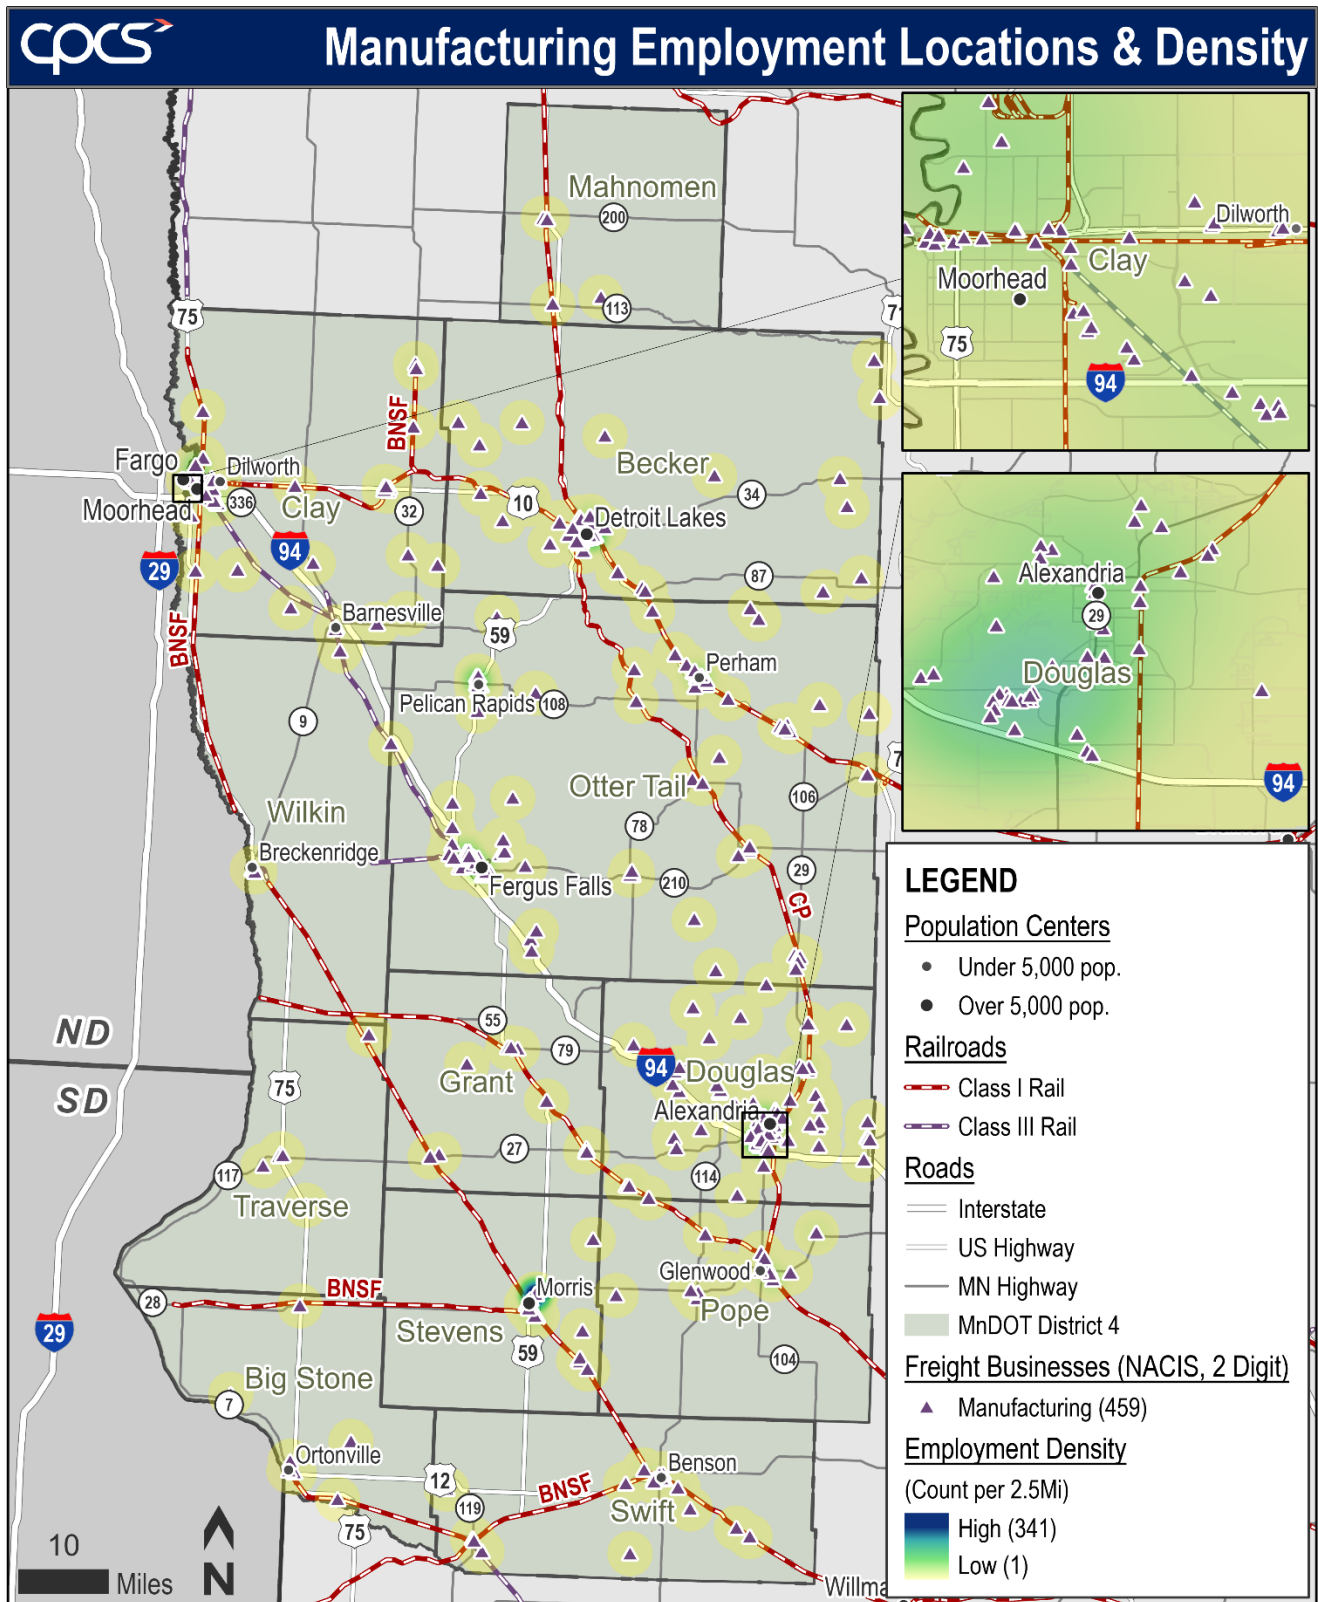 cpcs
Manufacturing Employment Locations & Density
Mahnomen
200
113
75
71
BNSF
Fargo
Dilworth
Moorhead
336
Clay
32
10
Becker
34
Detroit Lakes
94
29
87
BNSF
Barnesville
59
Perham
Pelican Rapids
108
9
Otter Tail
106
78
Wilkin
Breckenridge
Fergus Falls
210
29
CP
ND
SD
55
79
94
Grant
Douglas
75
Alexandria
27
114
117
Traverse
Glenwood
Pope
BNSF
Morris
28
Stevens
29
59
104
Big Stone
7
Ortonville
12
Benson
BNSF
119
Swift
75
10
Miles
N
Willma
Dilworth
Clay
Moorhead
75
94
Alexandria
29
Douglas
94
LEGEND
Population Centers
Under 5,000 pop.
Over 5,000 pop.
Railroads
Class I Rail
Class III Rail
Roads
Interstate
US Highway
MN Highway
MnDOT District 4
Freight Businesses (NACIS, 2 Digit)
Manufacturing (459)
Employment Density
(Count per 2.5Mi)
High (341)
Low (1)